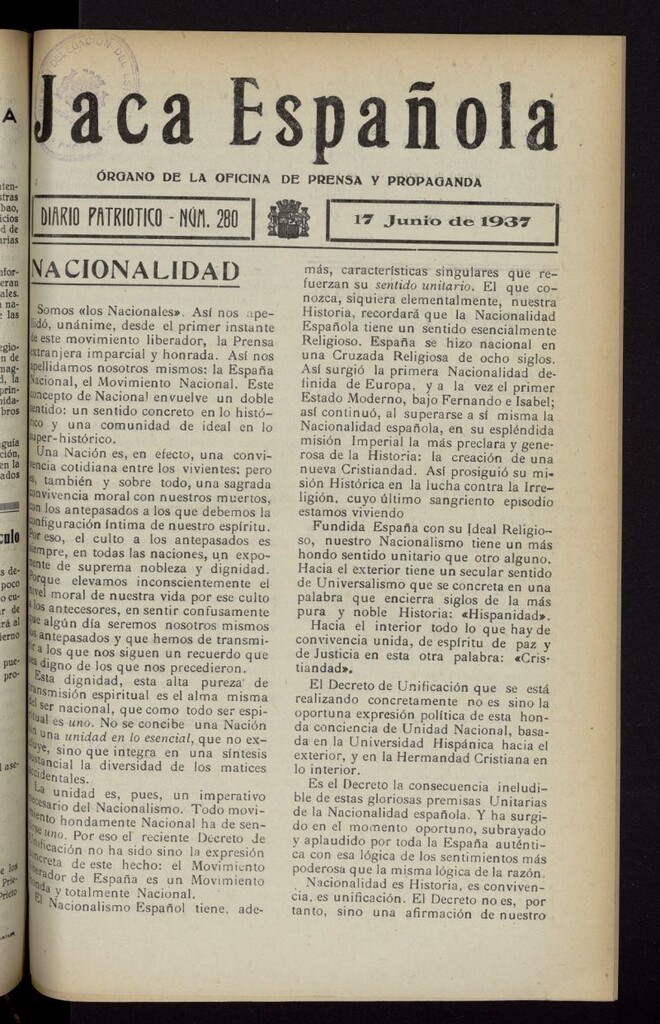 Jaca Española
ÓRGANO DE LA OFICINA DE PRENSA Y PROPAGANDA
DIARIO PATRIOTICO - NÚM. 280
17 Junio de 1937
NACIONALIDAD
Somos «los Nacionales». Así nos ape-
llidó, unánime, desde el primer instante
de este movimiento liberador, la Prensa
extranjera imparcial y honrada. Así nos
apellidamos nosotros mismos: la España
Nacional, el Movimiento Nacional. Este
concepto de Nacional envuelve un doble
sentido: un sentido concreto en lo histó-
rico y una comunidad de ideal en lo
super-histórico.
Una Nación es, en efecto, una convi-
vencia cotidiana entre los vivientes; pero
es, también y sobre todo, una sagrada
convivencia moral con nuestros muertos,
con los antepasados a los que debemos la
configuración íntima de nuestro espíritu.
Por eso, el culto a los antepasados es
siempre, en todas las naciones, un expo-
nente de suprema nobleza y dignidad.
Porque elevamos inconscientemente el
nivel moral de nuestra vida por ese culto
a los antecesores, en sentir confusamente
que algún día seremos nosotros mismos
los antepasados y que hemos de transmi-
tir a los que nos siguen un recuerdo que
sea digno de los que nos precedieron.
Esta dignidad, esta alta pureza de
transmisión espiritual es el alma misma
del ser nacional, que como todo ser espi-
ritual es uno. No se concibe una Nación
sin una unidad en lo esencial, que no ex-
cluye, sino que integra en una síntesis
sustancial la diversidad de los matices
accidentales.
La unidad es, pues, un imperativo
necesario del Nacionalismo. Todo movi-
miento hondamente Nacional ha de sen-
tirse uno. Por eso el reciente Decreto de
Unificación no ha sido sino la expresión
concreta de este hecho: el Movimiento
liberador de España es un Movimiento
honda y totalmente Nacional.
El Nacionalismo Español tiene, ade-
más, características singulares que re-
fuerzan su sentido unitario. El que co-
nozca, siquiera elementalmente, nuestra
Historia, recordará que la Nacionalidad
Española tiene un sentido esencialmente
Religioso. España se hizo nacional en
una Cruzada Religiosa de ocho siglos.
Así surgió la primera Nacionalidad de-
finida de Europa, y a la vez el primer
Estado Moderno, bajo Fernando e Isabel;
así continuó, al superarse a sí misma la
Nacionalidad española, en su espléndida
misión Imperial la más preclara y gene-
rosa de la Historia: la creación de una
nueva Cristiandad. Así prosiguió su mi-
sión Histórica en la lucha contra la Irre-
ligión, cuyo último sangriento episodio
estamos viviendo
Fundida España con su Ideal Religio-
so, nuestro Nacionalismo tiene un más
hondo sentido unitario que otro alguno.
Hacia el exterior tiene un secular sentido
de Universalismo que se concreta en una
palabra que encierra siglos de la más
pura y noble Historia: «Hispanidad».
Hacia el interior todo lo que hay de
convivencia unida, de espíritu de paz y
de Justicia en esta otra palabra: «Cris-
tiandad».
El Decreto de Unificación que se está
realizando concretamente no es sino la
oportuna expresión política de esta hon-
da conciencia de Unidad Nacional, basa-
da en la Universidad Hispánica hacia el
exterior, y en la Hermandad Cristiana en
lo interior.
Es el Decreto la consecuencia ineludi-
ble de estas gloriosas premisas Unitarias
de la Nacionalidad española. Y ha surgi-
do en el momento oportuno, subrayado
y aplaudido por toda la España auténti-
ca con esa lógica de los sentimientos más
poderosa que la misma lógica de la razón.
Nacionalidad es Historia, es conviven-
cia, es unificación. El Decreto no es, por
tanto, sino una afirmación de nuestro